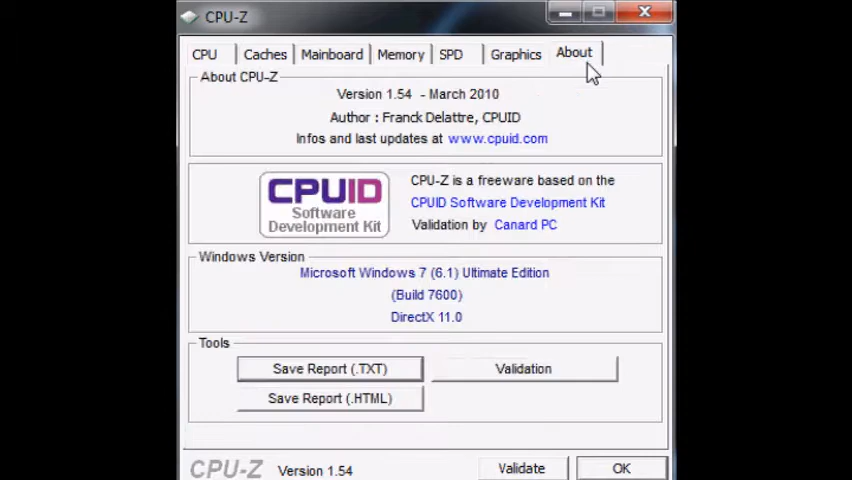 CPU-Z
CPU Caches Mainboard Memory SPD Graphics About
About CPU-Z
Version 1.54 - March 2010
Author : Franck Delattre, CPUID
Infos and last updates at www.cpuid.com
CPUID
Software
Development Kit
CPU-Z is a freeware based on the
CPUID Software Development Kit
Validation by Canard PC
Windows Version
Microsoft Windows 7 (6.1) Ultimate Edition
(Build 7600)
DirectX 11.0
Tools
Save Report (.TXT) Validation
Save Report (.HTML)
CPU-Z Version 1.54 Validate OK